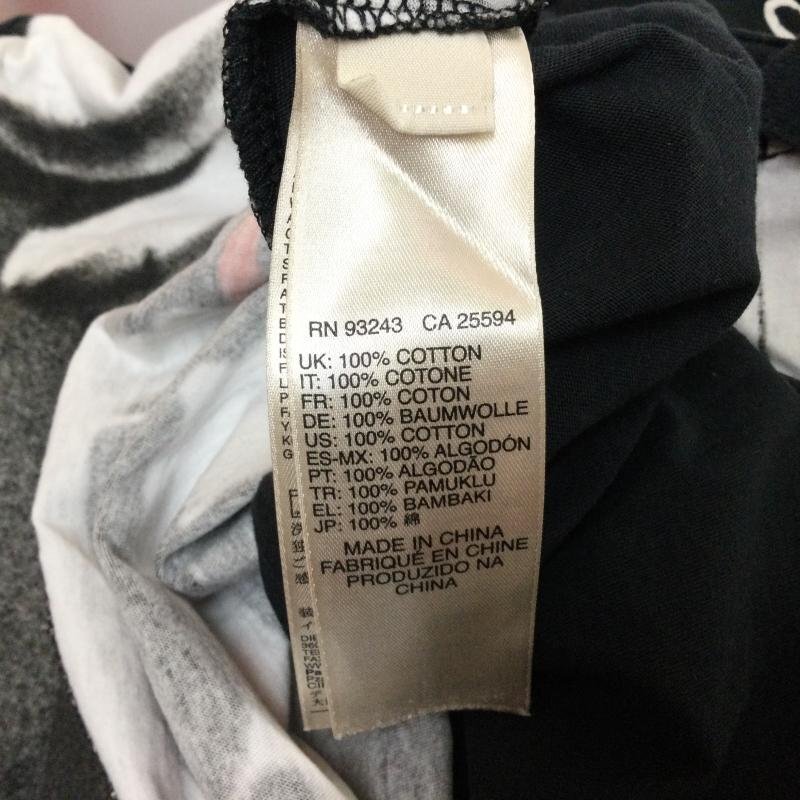 RN 93243 CA 25594
UK: 100% COTTON
IT: 100% COTONE
FR: 100% COTON
DE: 100% BAUMWOLLE
US: 100% COTTON
ES-MX: 100% ALGODÓN
PT: 100% ALGODÃO
TR: 100% PAMUKLU
EL: 100% BAMBAKI
JP: 100% 綿
MADE IN CHINA
FABRIQUÉ EN CHINE
PRODUZIDO NA
CHINA